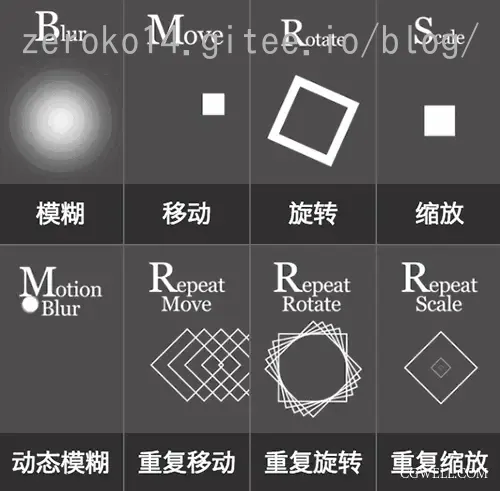 Blur
Move
Rotate
Scale
zeroko14.gitee.io/blog/
模糊
移动
旋转
缩放
Motion
Blur
Repeat
Move
Repeat
Rotate
Repeat
Scale
动态模糊
重复移动
重复旋转
重复缩放
CGWELL.COM